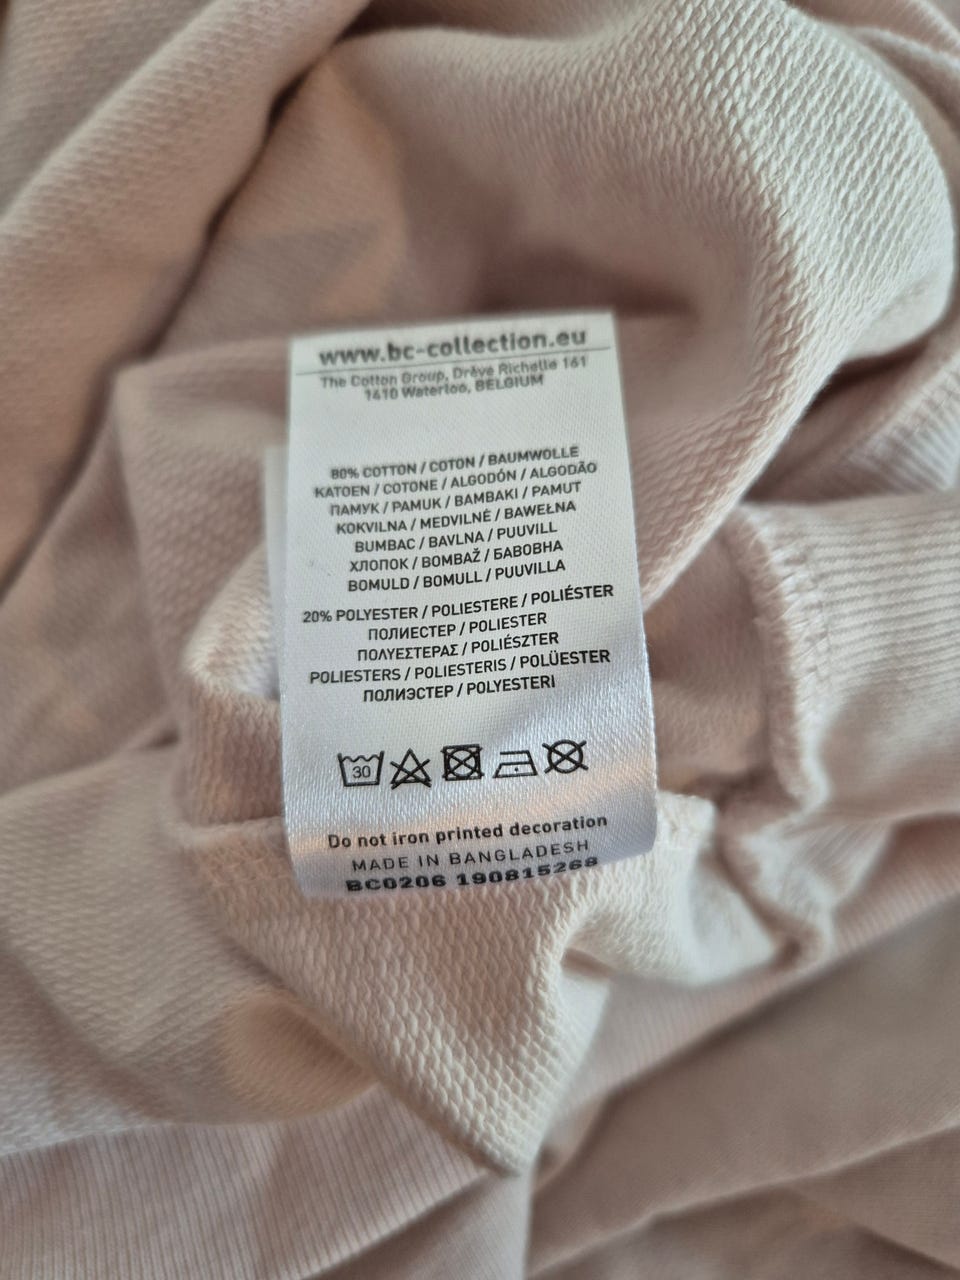 www.bc-collection.eu
The Cotton Group, Drève Richelle 161
1410 Waterloo, BELGIUM
80% COTTON / COTON / BAUMWOLLE
KATOEN / COTONE / ALGODÓN / ALGODÃO
ПАМУК / PAMUK / BAMBAKI / PAMUT
KOKVILNA / MEDVILNĖ / BAWEŁNA
BUMBAC / BAVLNA / PUUVILL
ХЛОПОК / BOMBAŽ / БАВОВНА
BOMULD / BOMULL / PUUVILLA
20% POLYESTER / POLIESTERE / POLIÉSTER
ПОЛИЕСТЕР / POLIESTER
ΠΟΛΥΕΣΤΕΡΑΣ / POLIÉSZTER
POLIESTERS / POLIESTERIS / POLÜESTER
ПОЛИЭСТЕР / POLYESTERI
30
Do not iron printed decoration
MADE IN BANGLADESH
BC0206 190815268